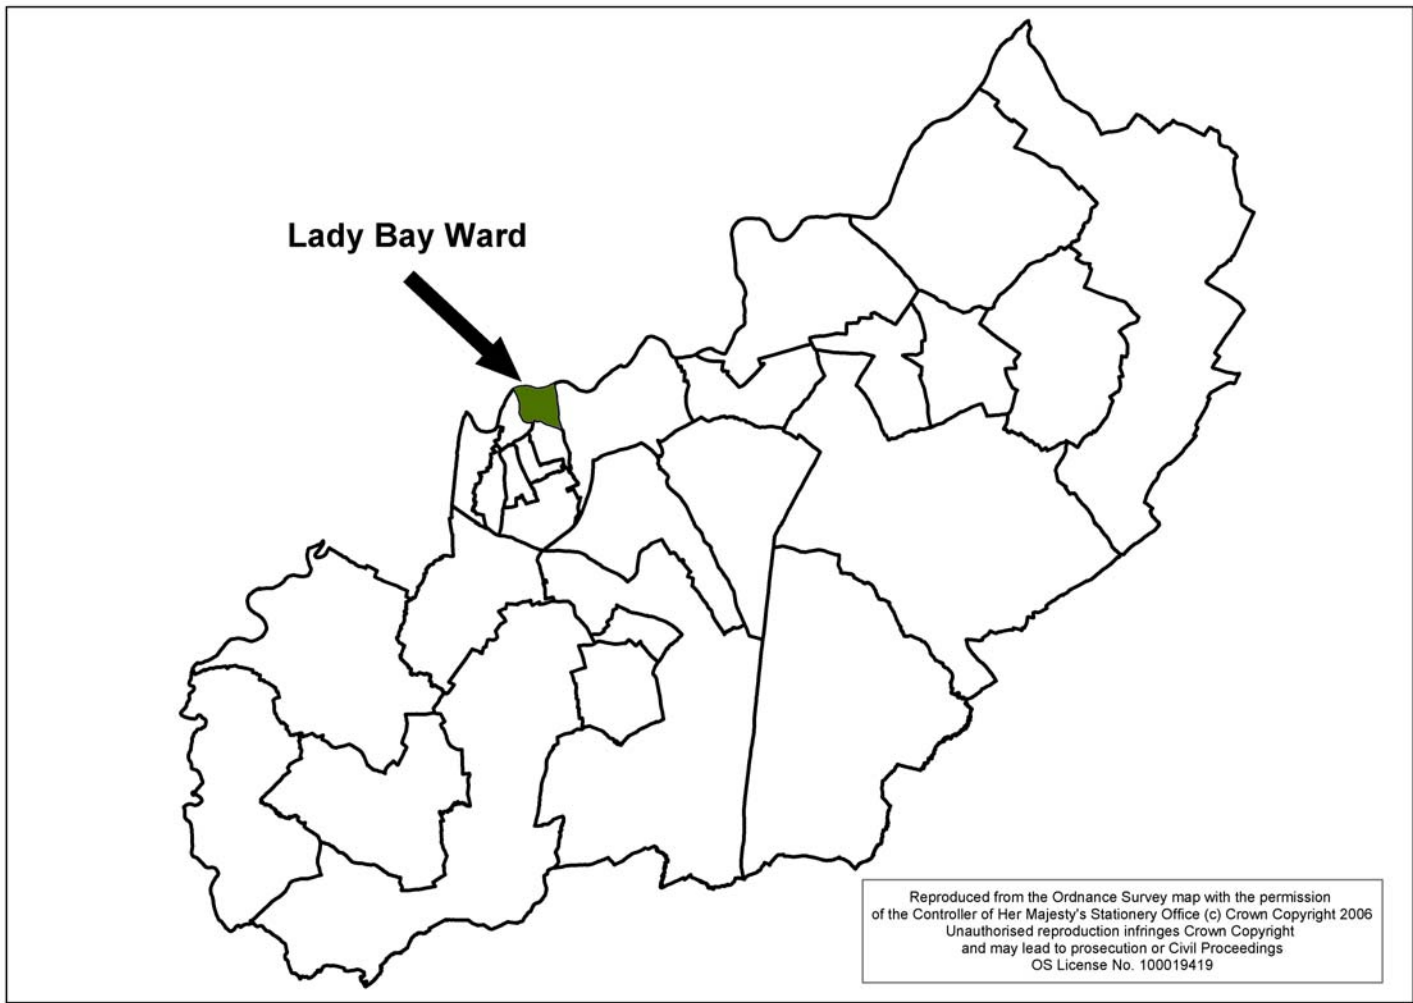 Lady Bay Ward
Reproduced from the Ordnance Survey map with the permission
of the Controller of Her Majesty's Stationery Office (c) Crown Copyright 2006
Unauthorised reproduction infringes Crown Copyright
and may lead to prosecution or Civil Proceedings
OS License No. 100019419